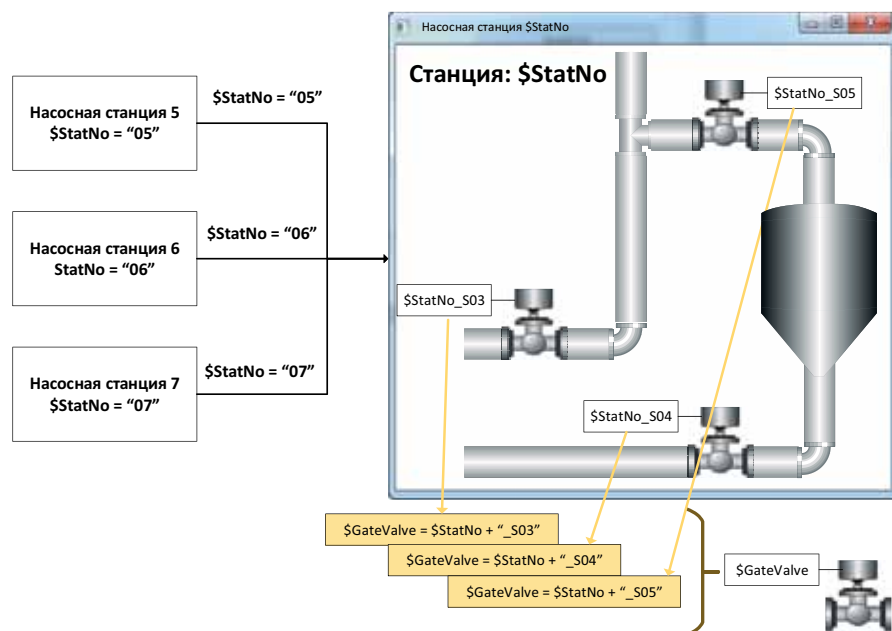 Насосная станция $StatNo
Станция: $StatNo
$StatNo_S05
Насосная станция 5
$StatNo = “05”
$StatNo = “05”
Насосная станция 6
StatNo = “06”
$StatNo = “06”
Насосная станция 7
$StatNo = “07”
$StatNo = “07”
$StatNo_S03
$StatNo_S04
$GateValve = $StatNo + “_S03”
$GateValve = $StatNo + “_S04”
$GateValve = $StatNo + “_S05”
$GateValve